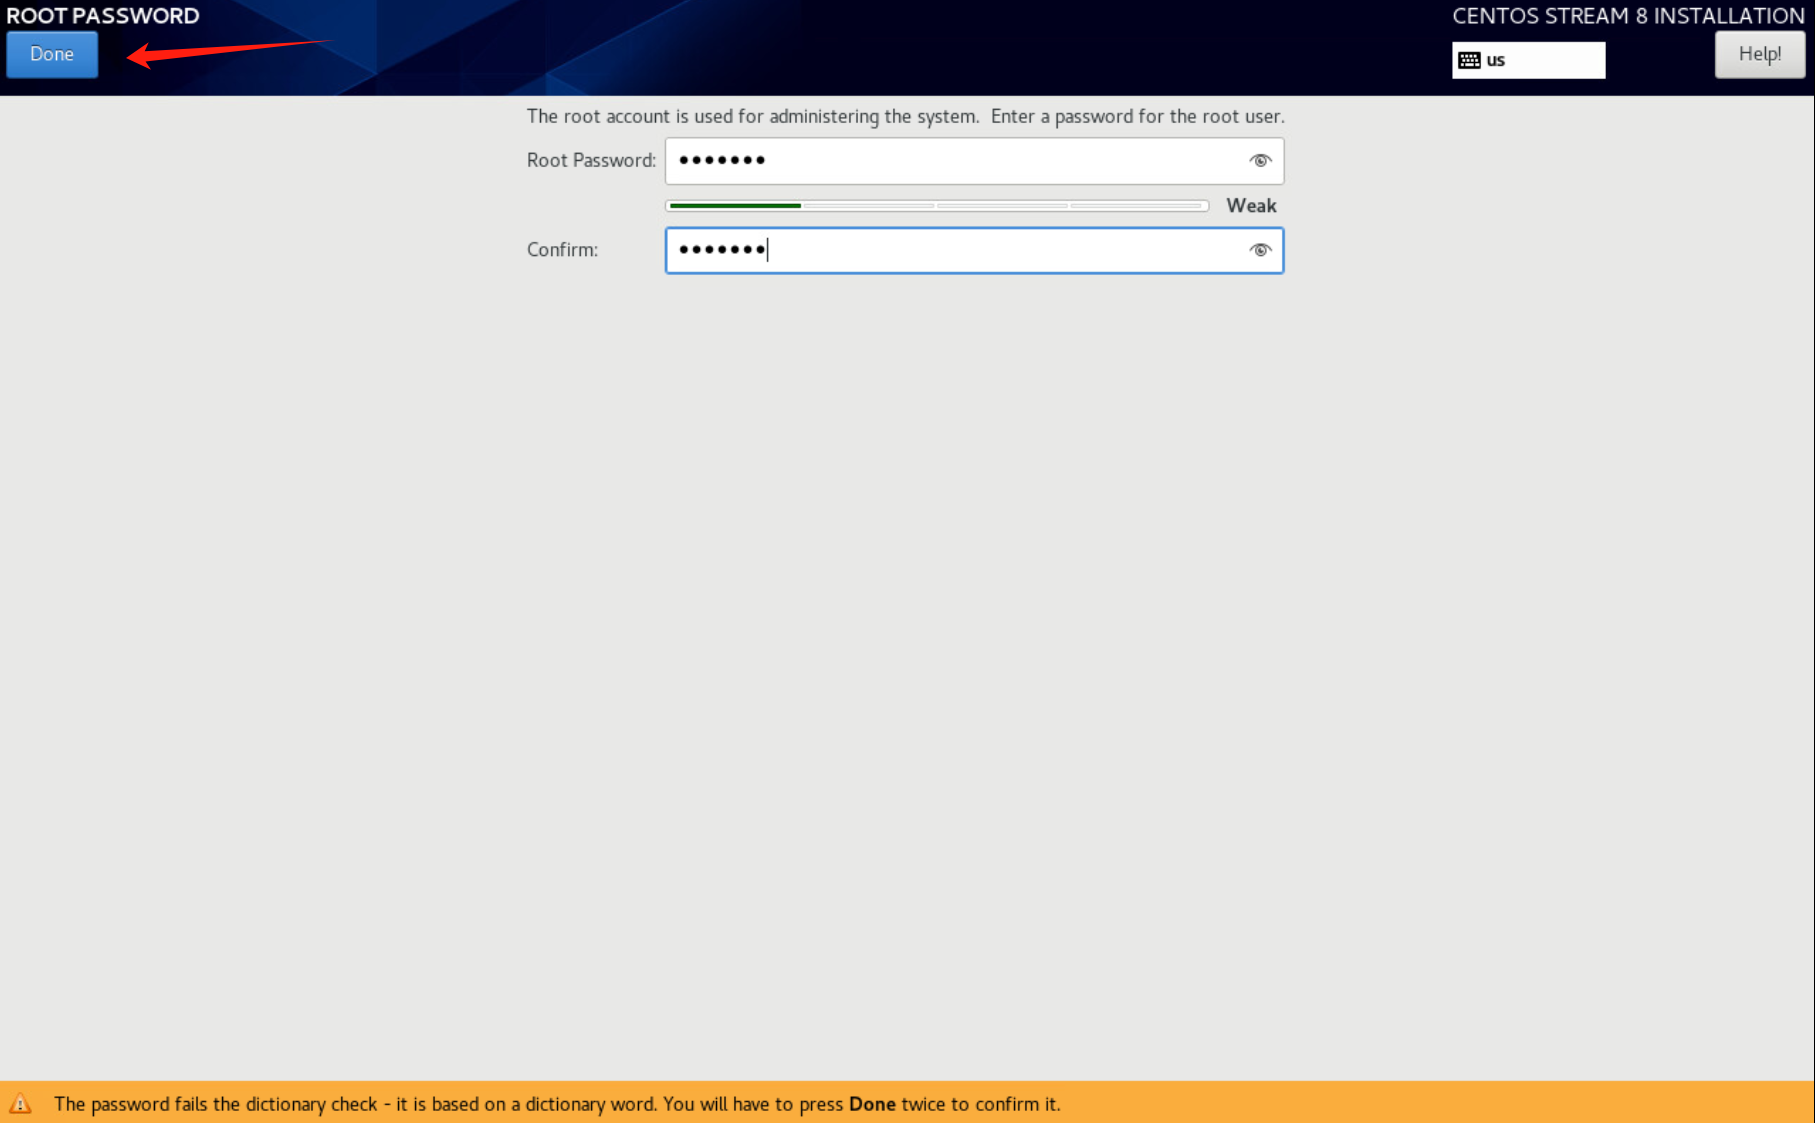 ROOT PASSWORD
CENTOS STREAM 8 INSTALLATION
Done
us
Help!
The root account is used for administering the system. Enter a password for the root user.
Root Password: •••••••
Weak
Confirm: •••••••
The password fails the dictionary check - it is based on a dictionary word. You will have to press Done twice to confirm it.